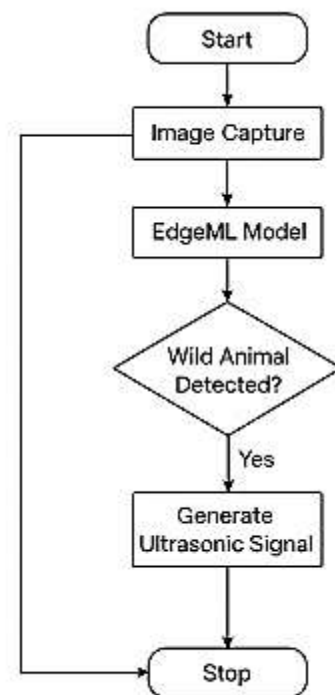 Start
Image Capture
EdgeML Model
Wild Animal
Detected?
Yes
Generate
Ultrasonic Signal
Stop